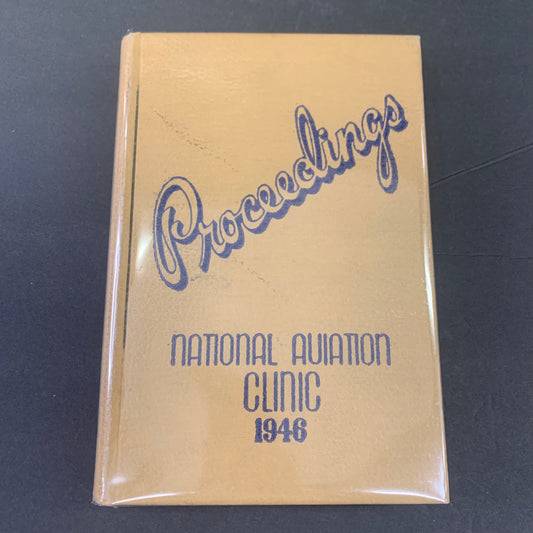 Proceedings
NATIONAL AVIATION
CLINIC
1946